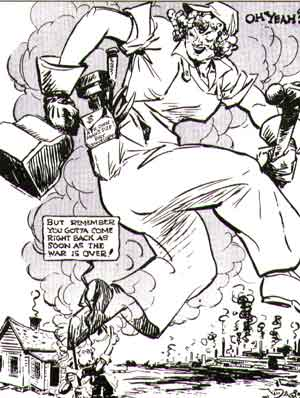 OH YEAH?
$
BUT REMEMBER
YOU GOTTA COME
RIGHT BACK AS
SOON AS THE
WAR IS OVER!